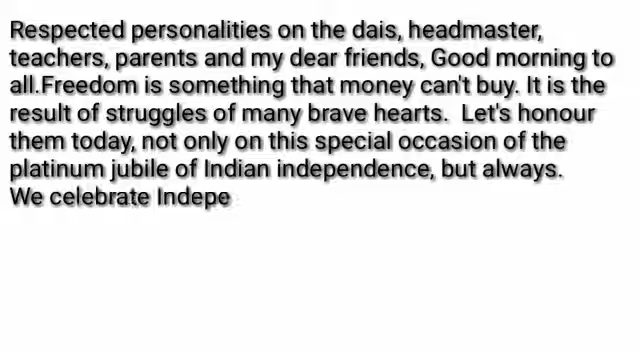 Respected personalities on the dais, headmaster,
teachers, parents and my dear friends, Good morning to
all.Freedom is something that money can't buy. It is the
result of struggles of many brave hearts.  Let's honour
them today, not only on this special occasion of the
platinum jubile of Indian independence, but always.
We celebrate Indepe